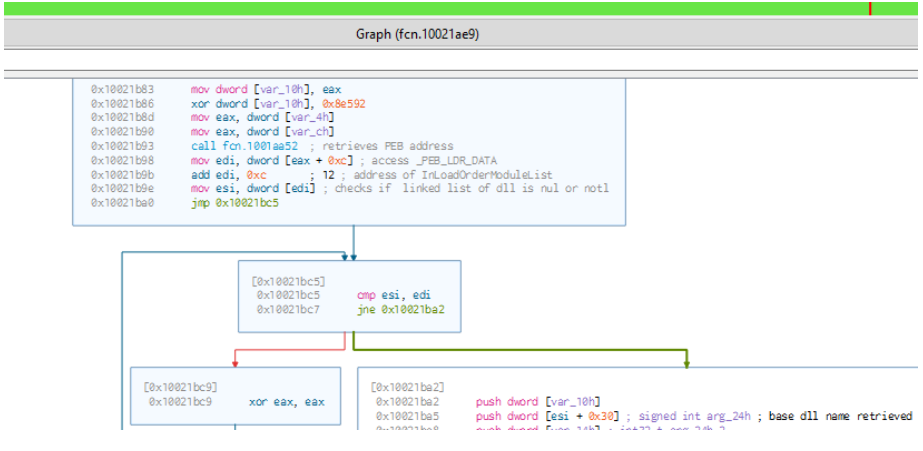 Graph (fcn.10021ae9)
0x10021b83 mov dword [var_10h], eax
0x10021b86 xor dword [var_10h], 0x8e592
0x10021b8d mov eax, dword [var_4h]
0x10021b90 mov eax, dword [var_ch]
0x10021b93 call fcn.1001aa52 ; retrieves PEB address
0x10021b98 mov edi, dword [eax + 0xc] ; access _PEB_LDR_DATA
0x10021b9b add edi, 0xc ; 12 ; address of InLoadOrderModuleList
0x10021b9e mov esi, dword [edi] ; checks if linked list of dll is nul or notl
0x10021ba0 jmp 0x10021bc5
[0x10021bc5]
0x10021bc5 cmp esi, edi
0x10021bc7 jne 0x10021ba2
[0x10021bc9]
0x10021bc9 xor eax, eax
[0x10021ba2]
0x10021ba2 push dword [var_10h]
0x10021ba5 push dword [esi + 0x30] ; signed int arg_24h ; base dll name retrieved